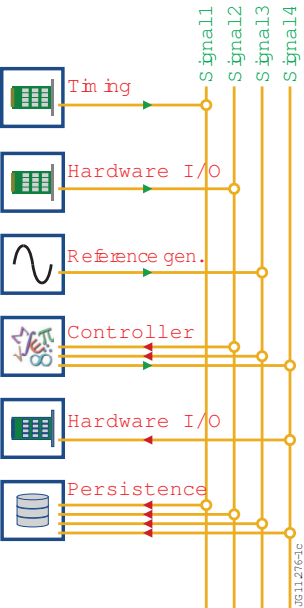 Signal1
Signal2
Signal3
Signal4
Timing
Hardware I/O
Reference gen.
Controller
Hardware I/O
Persistence
JG11.276-1c